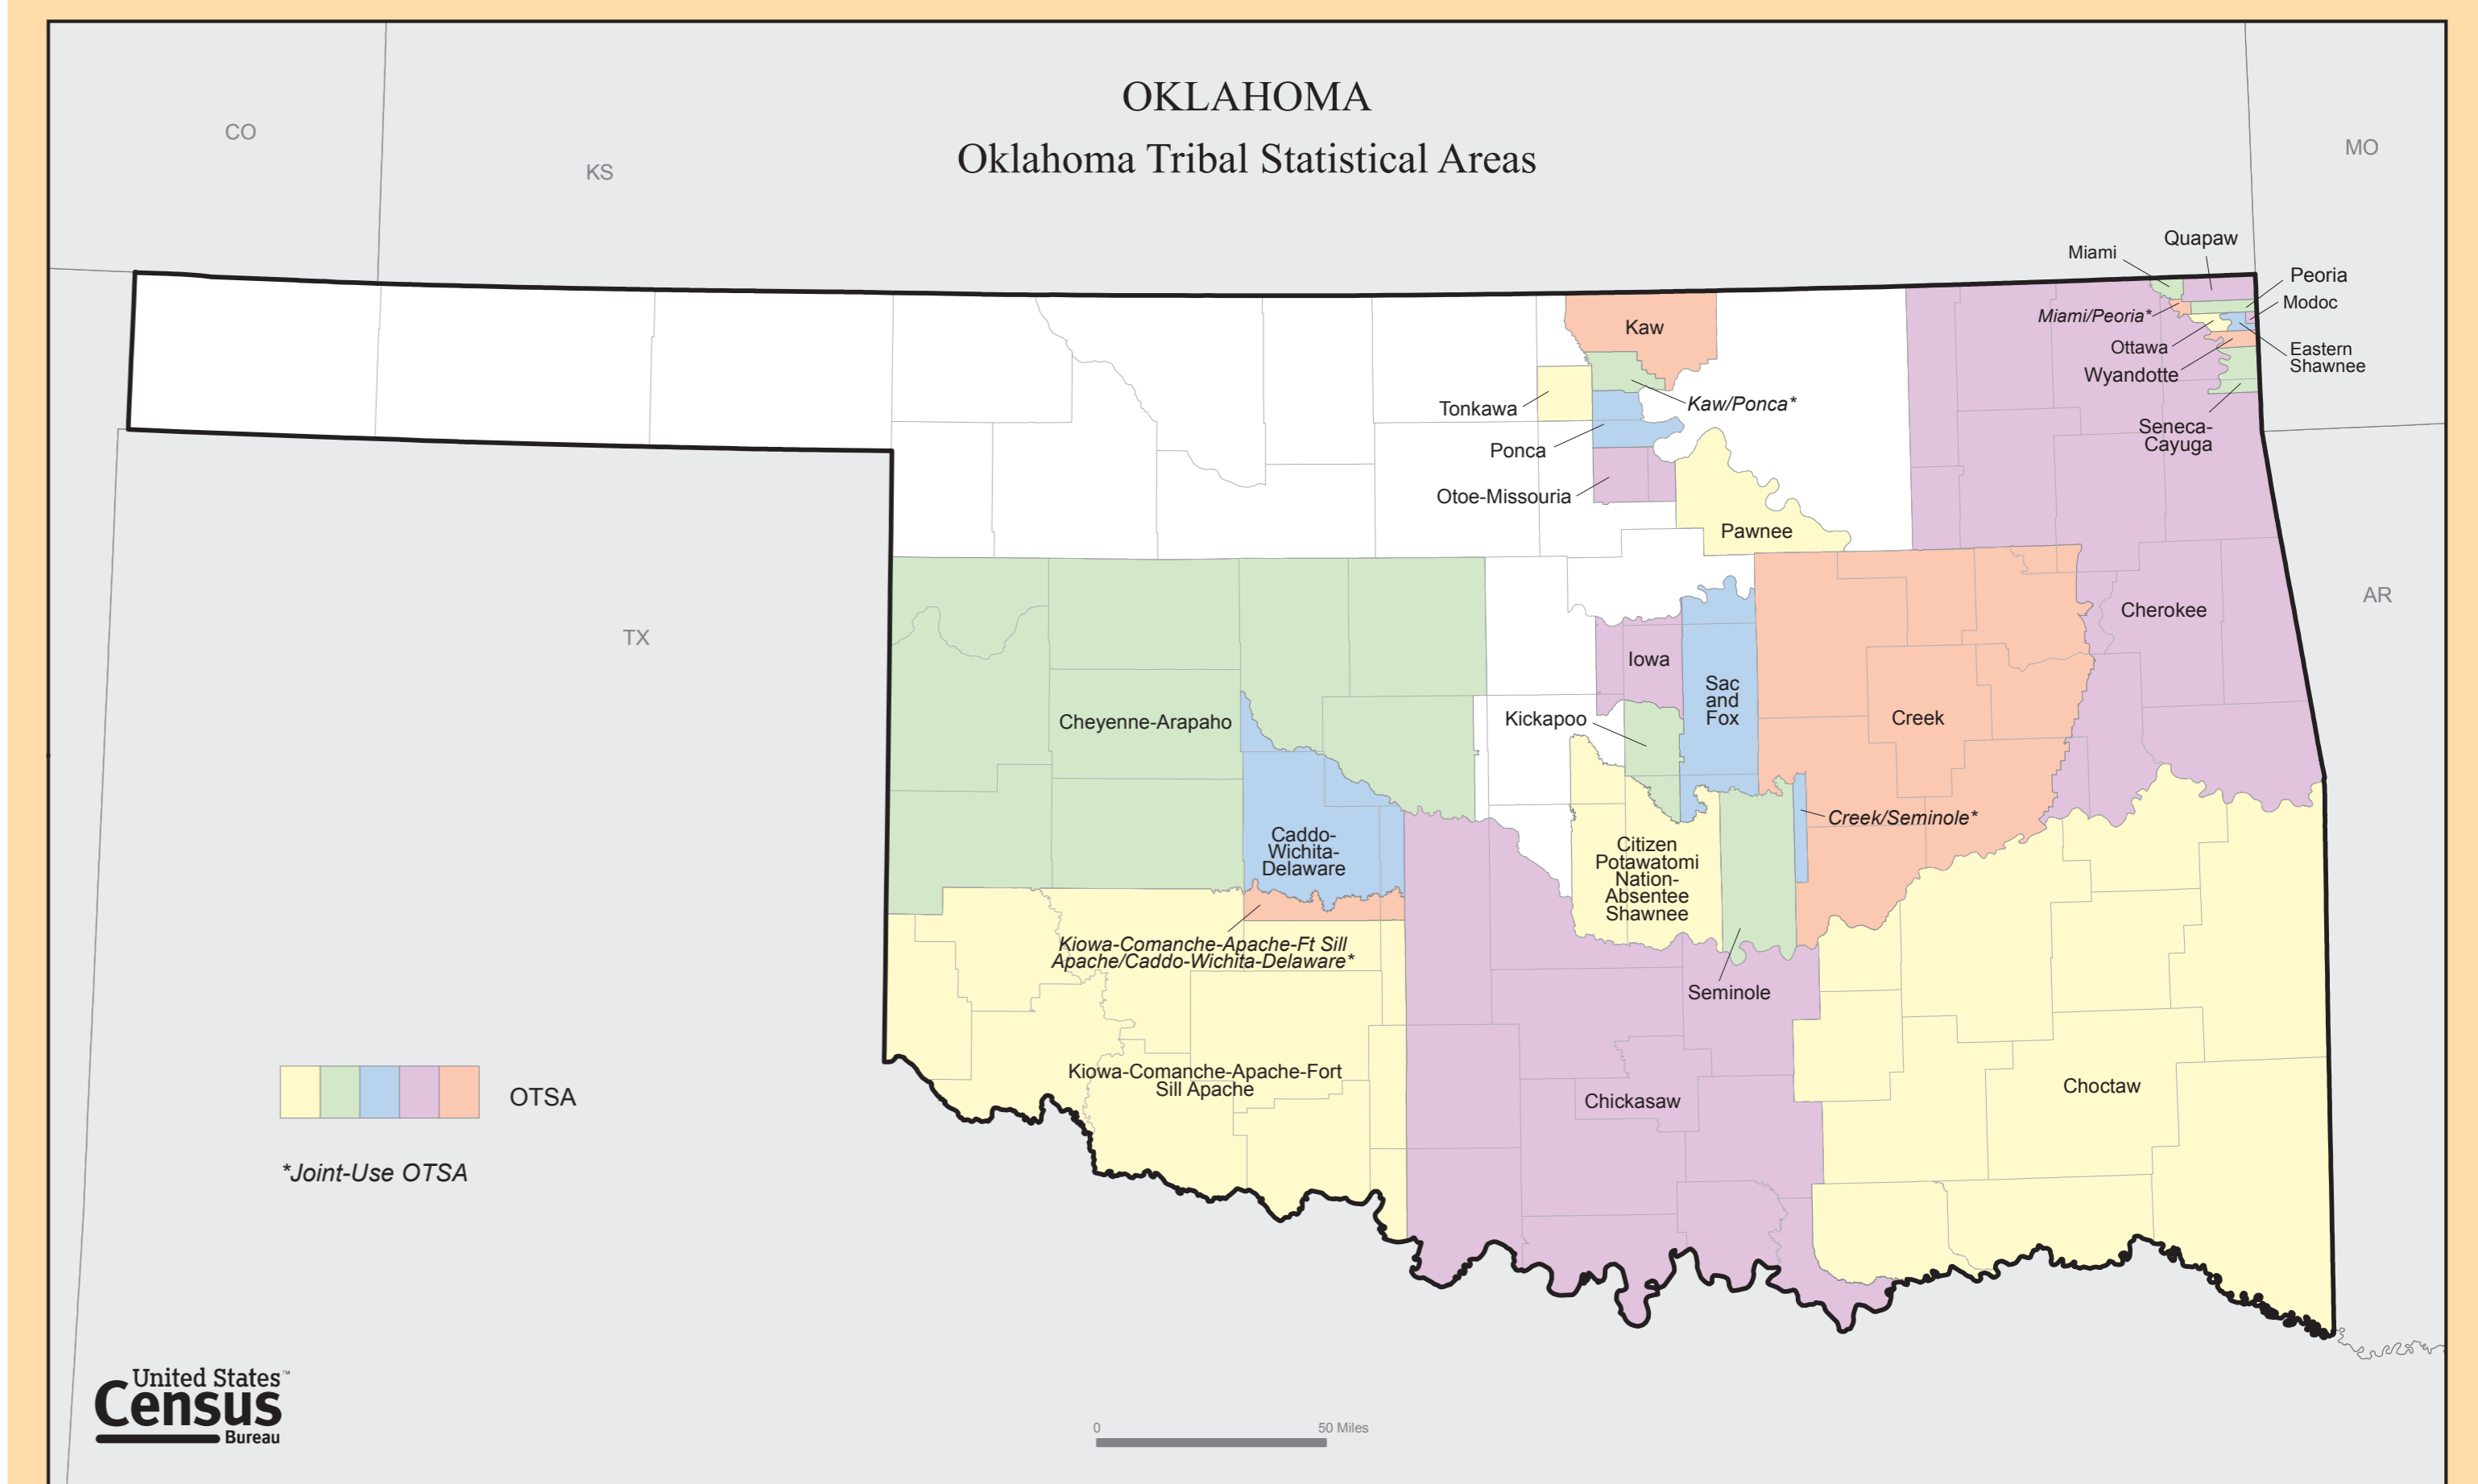 OKLAHOMA
Oklahoma Tribal Statistical Areas
CO
KS
MO
TX
AR
Quapaw
Miami
Peoria
Modoc
Miami/Peoria*
Ottawa
Eastern
Shawnee
Wyandotte
Seneca-
Cayuga
Kaw
Tonkawa
Kaw/Ponca*
Ponca
Otoe-Missouria
Pawnee
Cherokee
Iowa
Sac
and
Fox
Creek
Kickapoo
Cheyenne-Arapaho
Creek/Seminole*
Caddo-
Wichita-
Delaware
Citizen
Potawatomi
Nation-
Absentee
Shawnee
Kiowa-Comanche-Apache-Ft Sill
Apache/Caddo-Wichita-Delaware*
Seminole
Kiowa-Comanche-Apache-Fort
Sill Apache
Chickasaw
Choctaw
OTSA
*Joint-Use OTSA
United States™
Census
Bureau
0 50 Miles